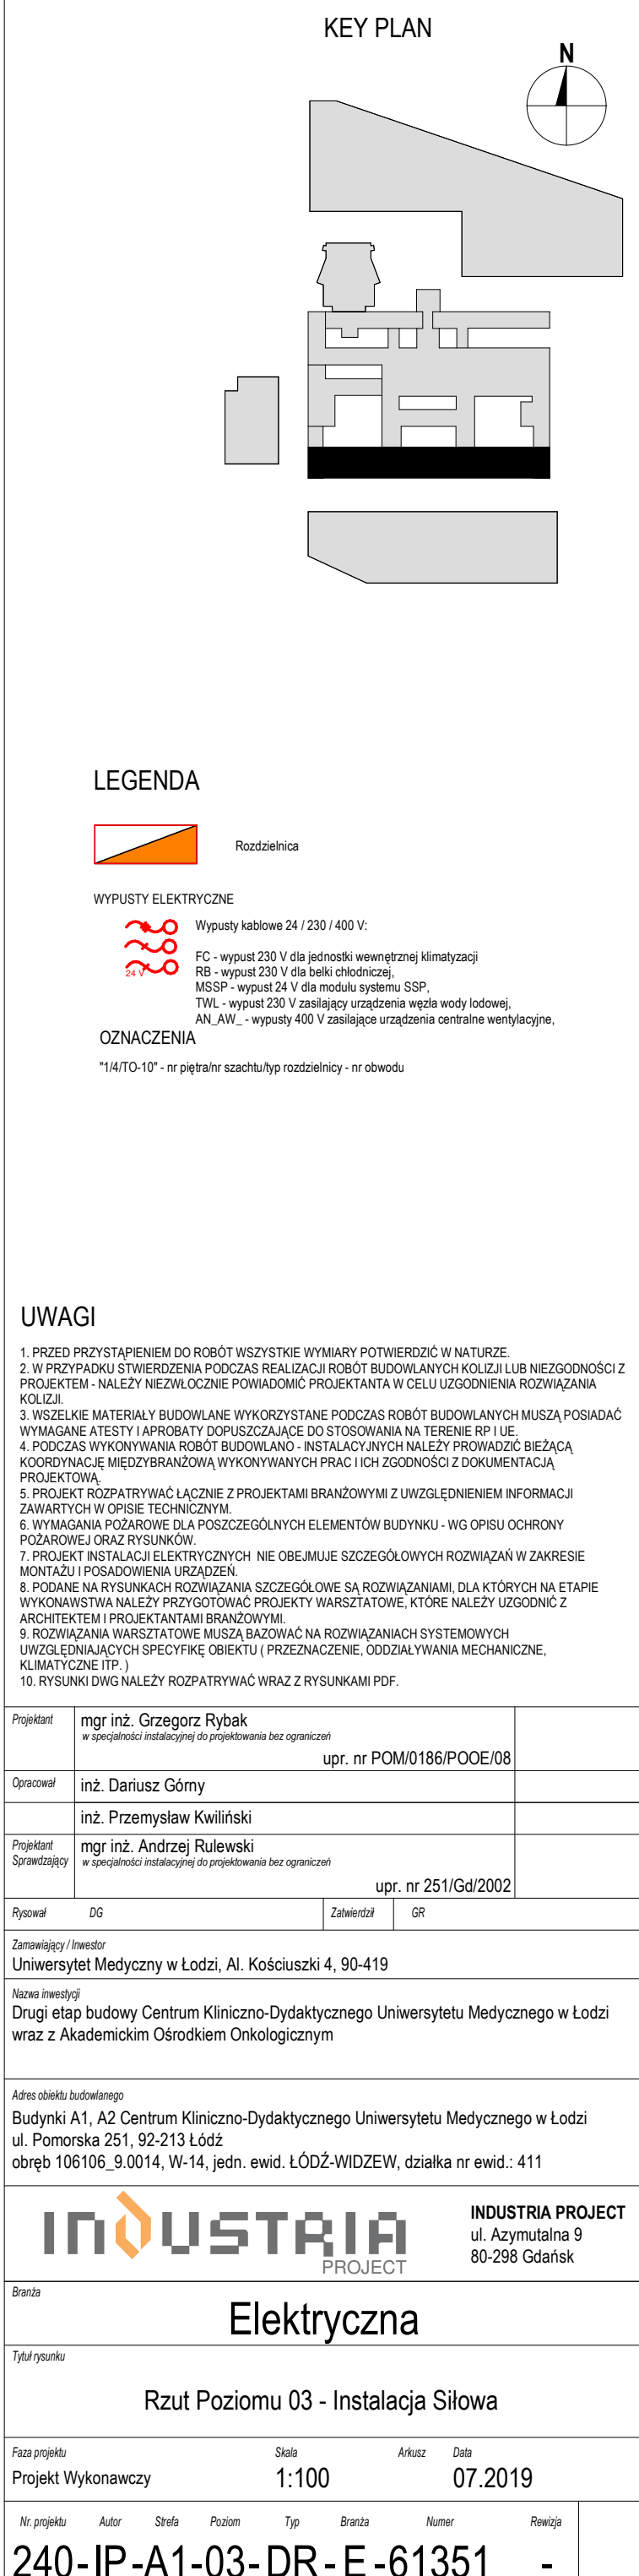 KEY PLAN
N
LEGENDA
Rozdzielnica
WYPUSTY ELEKTRYCZNE
Wypusty kablowe 24 / 230 / 400 V:
24 V
FC - wypust 230 V dla jednostki wewnętrznej klimatyzacji
RB - wypust 230 V dla belki chłodniczej,
MSSP - wypust 24 V dla modułu systemu SSP,
TWL - wypust 230 V zasilający urządzenia węzła wody lodowej,
AN_AW_ - wypusty 400 V zasilające urządzenia centralne wentylacyjne,
OZNACZENIA
"1/4/TO-10" - nr piętra/nr szachtu/typ rozdzielnicy - nr obwodu
UWAGI
1. PRZED PRZYSTĄPIENIEM DO ROBÓT WSZYSTKIE WYMIARY POTWIERDZIĆ W NATURZE.
2. W PRZYPADKU STWIERDZENIA PODCZAS REALIZACJI ROBÓT BUDOWLANYCH KOLIZJI LUB NIEZGODNOŚCI Z
PROJEKTEM - NALEŻY NIEZWŁOCZNIE POWIADOMIĆ PROJEKTANTA W CELU UZGODNIENIA ROZWIĄZANIA
KOLIZJI.
3. WSZELKIE MATERIAŁY BUDOWLANE WYKORZYSTANE PODCZAS ROBÓT BUDOWLANYCH MUSZĄ POSIADAĆ
WYMAGANE ATESTY I APROBATY DOPUSZCZAJĄCE DO STOSOWANIA NA TERENIE RP I UE.
4. PODCZAS WYKONYWANIA ROBÓT BUDOWLANO - INSTALACYJNYCH NALEŻY PROWADZIĆ BIEŻĄCĄ
KOORDYNACJĘ MIĘDZYBRANŻOWĄ WYKONYWANYCH PRAC I ICH ZGODNOŚCI Z DOKUMENTACJĄ
PROJEKTOWĄ.
5. PROJEKT ROZPATRYWAĆ ŁĄCZNIE Z PROJEKTAMI BRANŻOWYMI Z UWZGLĘDNIENIEM INFORMACJI
ZAWARTYCH W OPISIE TECHNICZNYM.
6. WYMAGANIA POŻAROWE DLA POSZCZEGÓLNYCH ELEMENTÓW BUDYNKU - WG OPISU OCHRONY
POŻAROWEJ ORAZ RYSUNKÓW.
7. PROJEKT INSTALACJI ELEKTRYCZNYCH NIE OBEJMUJE SZCZEGÓŁOWYCH ROZWIĄZAŃ W ZAKRESIE
MONTAŻU I POSADOWIENIA URZĄDZEŃ.
8. PODANE NA RYSUNKACH ROZWIĄZANIA SZCZEGÓŁOWE SĄ ROZWIĄZANIAMI, DLA KTÓRYCH NA ETAPIE
WYKONAWSTWA NALEŻY PRZYGOTOWAĆ PROJEKTY WARSZTATOWE, KTÓRE NALEŻY UZGODNIĆ Z
ARCHITEKTEM I PROJEKTANTAMI BRANŻOWYMI.
9. ROZWIĄZANIA WARSZTATOWE MUSZĄ BAZOWAĆ NA ROZWIĄZANIACH SYSTEMOWYCH
UWZGLĘDNIAJĄCYCH SPECYFIKĘ OBIEKTU ( PRZEZNACZENIE, ODDZIAŁYWANIA MECHANICZNE,
KLIMATYCZNE ITP. )
10. RYSUNKI DWG NALEŻY ROZPATRYWAĆ WRAZ Z RYSUNKAMI PDF.
Projektant mgr inż. Grzegorz Rybak
w specjalności instalacyjnej do projektowania bez ograniczeń
upr. nr POM/0186/POOE/08
Opracował inż. Dariusz Górny
inż. Przemysław Kwiliński
Projektant Sprawdzający mgr inż. Andrzej Rulewski
w specjalności instalacyjnej do projektowania bez ograniczeń
upr. nr 251/Gd/2002
Rysował DG Zatwierdził GR
Zamawiający / Inwestor
Uniwersytet Medyczny w Łodzi, Al. Kościuszki 4, 90-419
Nazwa inwestycji
Drugi etap budowy Centrum Kliniczno-Dydaktycznego Uniwersytetu Medycznego w Łodzi
wraz z Akademickim Ośrodkiem Onkologicznym
Adres obiektu budowlanego
Budynki A1, A2 Centrum Kliniczno-Dydaktycznego Uniwersytetu Medycznego w Łodzi
ul. Pomorska 251, 92-213 Łódź
obręb 106106_9.0014, W-14, jedn. ewid. ŁÓDŹ-WIDZEW, działka nr ewid.: 411
INDUSTRIA
PROJECT
INDUSTRIA PROJECT
ul. Azymutalna 9
80-298 Gdańsk
Branża
Elektryczna
Tytuł rysunku
Rzut Poziomu 03 - Instalacja Siłowa
Faza projektu Skala Arkusz Data
Projekt Wykonawczy 1:100 07.2019
Nr. projektu Autor Strefa Poziom Typ Branża Numer Rewizja
240-IP-A1-03-DR-E-61351 -